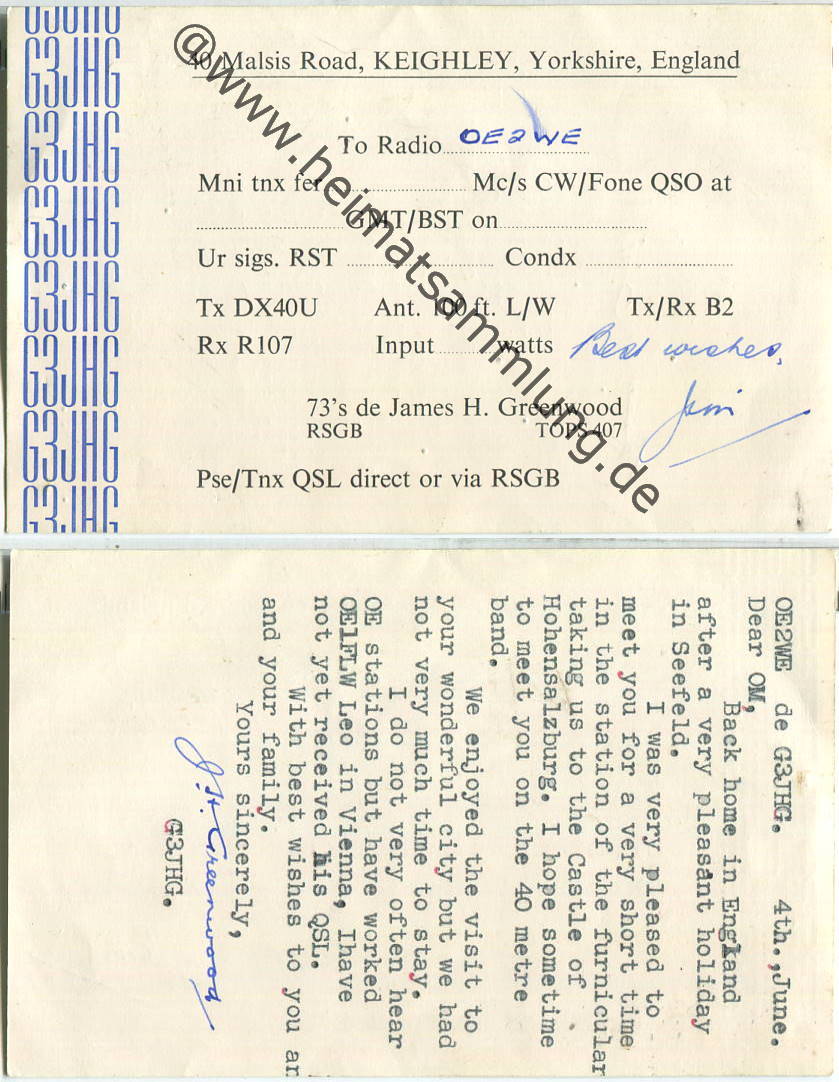 G3JHG
G3JHG
G3JHG
G3JHG
G3JHG
G3JHG
G3JHG
G3JHG
40 Malsis Road, KEIGHLEY, Yorkshire, England
To Radio OE2WE
Mni tnx fer Mc/s CW/Fone QSO at
GMT/BST on
Ur sigs. RST Condx
Tx DX40U Ant. 100 ft. L/W Tx/Rx B2
Rx R107 Input watts Best wishes,
Jim
73's de James H. Greenwood
RSGB TOPS 407
Pse/Tnx QSL direct or via RSGB
@www.heimatsammlung.de
OE2WE de G3JHG. 4th.,June.
Dear OM,
Back home in England
after a very pleasant holiday
in Seefeld.
I was very pleased to
meet you for a very short time
in the station of the furnicular
taking us to the Castle of
Hohensalzburg. I hope sometime
to meet you on the 40 metre
band.
We enjoyed the visit to
your wonderful city but we had
not very much time to stay.
I do not very often hear
OE stations but have worked
OE1FLW Leo in Vienna, Ihave
not yet received his QSL.
With best wishes to you an
and your family.
Yours sincerely,
J.H. Greenwood
G3JHG.